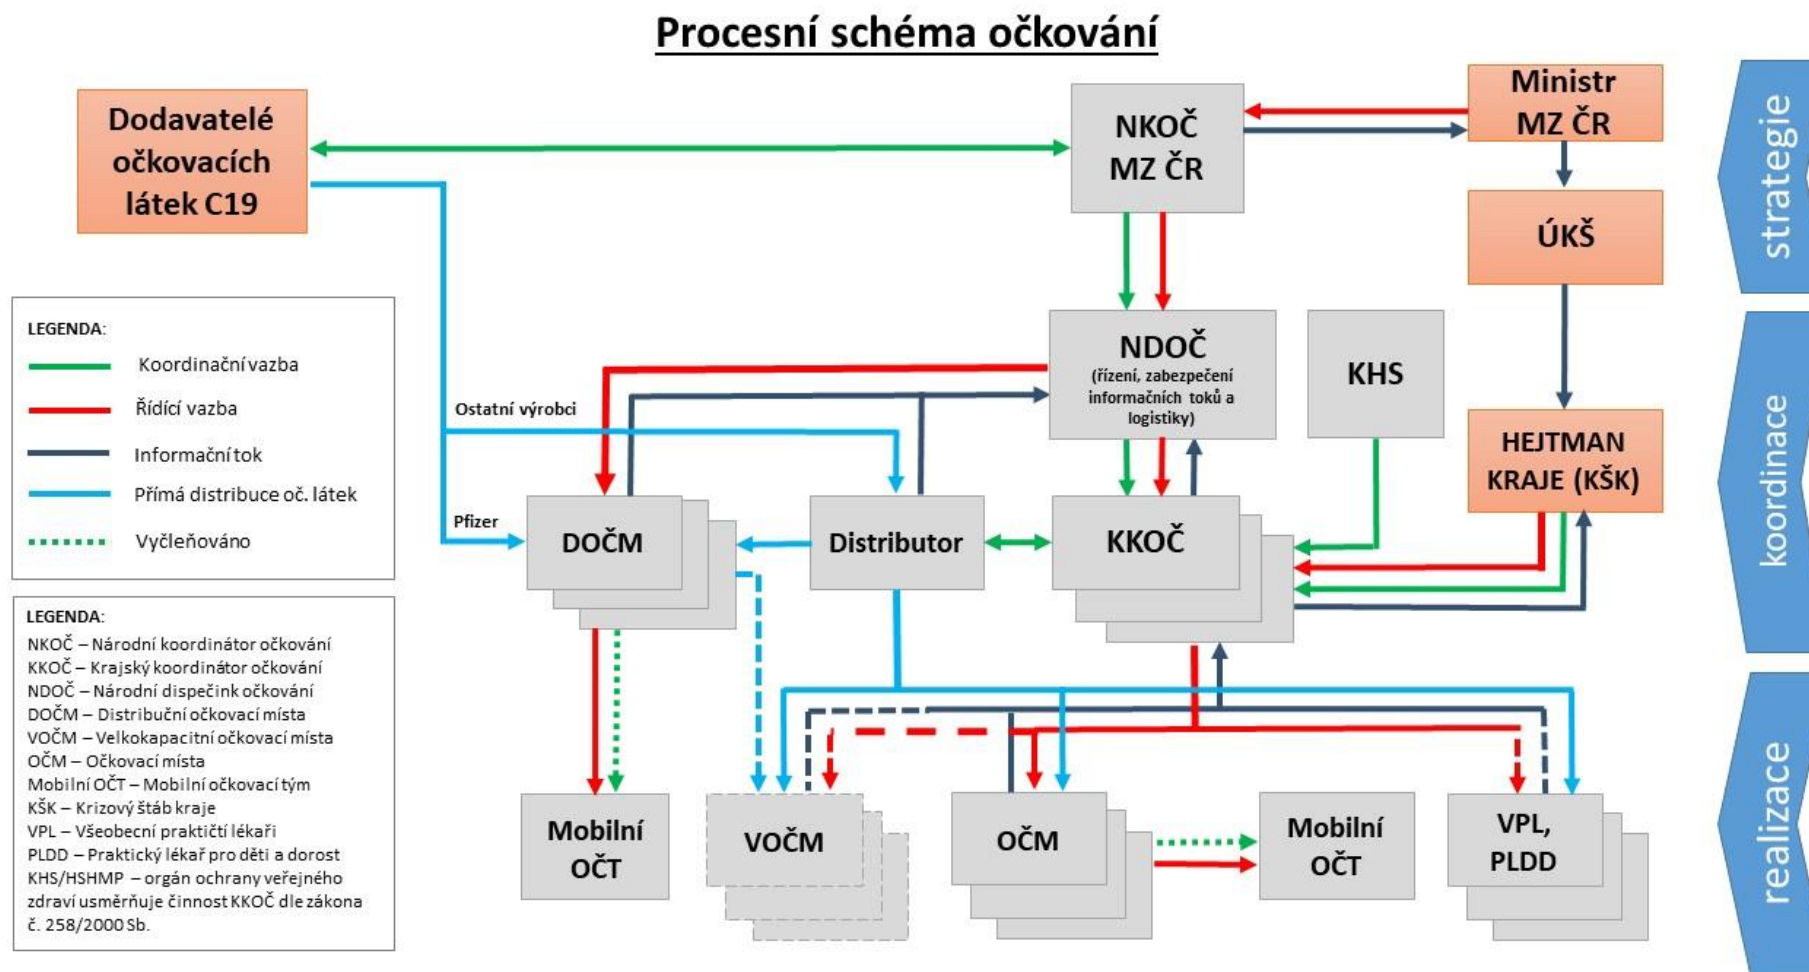 Procesní schéma očkování
Dodavatelé
očkovacích
látek C19
NKOČ
MZ ČR
Ministr
MZ ČR
ÚKŠ
strategie
LEGENDA:
Koordinační vazba
Řídící vazba
Informační tok
Přímá distribuce oč. látek
Vyčleňováno
NDOČ
(řízení, zabezpečení
informačních toků a
logistiky)
KHS
HEJTMAN
KRAJE (KŠK)
koordinace
Ostatní výrobci
Pfizer
DOČM
Distributor
KKOČ
LEGENDA:
NKOČ – Národní koordinátor očkování
KKOČ – Krajský koordinátor očkování
NDOČ – Národní dispečink očkování
DOČM – Distribuční očkovací místa
VOČM – Velkokapacitní očkovací místa
OČM – Očkovací místa
Mobilní OČT – Mobilní očkovací tým
KŠK – Krizový štáb kraje
VPL – Všeobecní praktičtí lékaři
PLDD – Praktický lékař pro děti a dorost
KHS/HSHMP – orgán ochrany veřejného
zdraví usměrňuje činnost KKOČ dle zákona
č. 258/2000 Sb.
Mobilní
OČT
VOČM
OČM
Mobilní
OČT
VPL,
PLDD
realizace